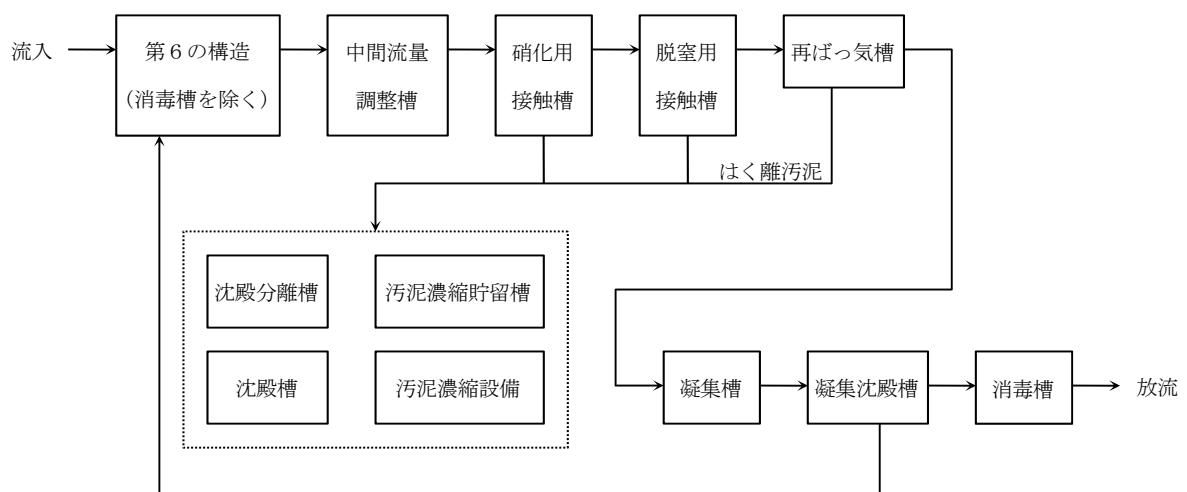 流入
第6の構造
（消毒槽を除く）
中間流量
調整槽
硝化用
接触槽
脱窒用
接触槽
再ばっ気槽
はく離汚泥
沈殿分離槽
汚泥濃縮貯留槽
沈殿槽
汚泥濃縮設備
凝集槽
凝集沈殿槽
消毒槽
放流